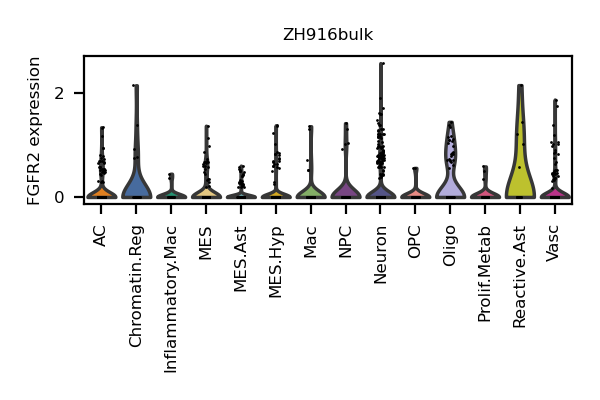 ZH916bulk
FGFR2 expression
2
0
AC
Chromatin.Reg
Inflammatory.Mac
MES
MES.Ast
MES.Hyp
Mac
NPC
Neuron
OPC
Oligo
Prolif.Metab
Reactive.Ast
Vasc